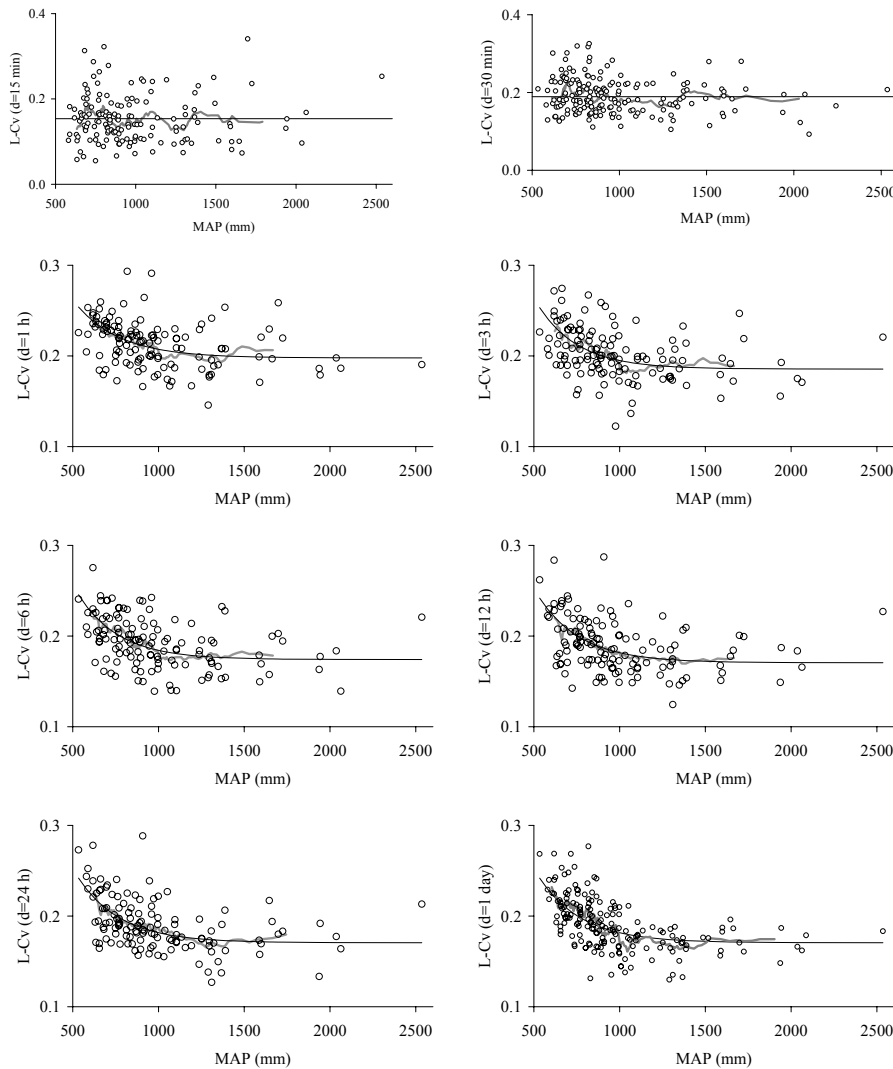 0.4
0.2
0.0
L-Cv (d=15 min)
500 1000 1500 2000 2500
MAP (mm)
0.4
0.2
0.0
L-Cv (d=30 min)
500 1000 1500 2000 2500
MAP (mm)
0.3
0.2
0.1
L-Cv (d=1 h)
500 1000 1500 2000 2500
MAP (mm)
0.3
0.2
0.1
L-Cv (d=3 h)
500 1000 1500 2000 2500
MAP (mm)
0.3
0.2
0.1
L-Cv (d=6 h)
500 1000 1500 2000 2500
MAP (mm)
0.3
0.2
0.1
L-Cv (d=12 h)
500 1000 1500 2000 2500
MAP (mm)
0.3
0.2
0.1
L-Cv (d=24 h)
500 1000 1500 2000 2500
MAP (mm)
0.3
0.2
0.1
L-Cv (d=1 day)
500 1000 1500 2000 2500
MAP (mm)